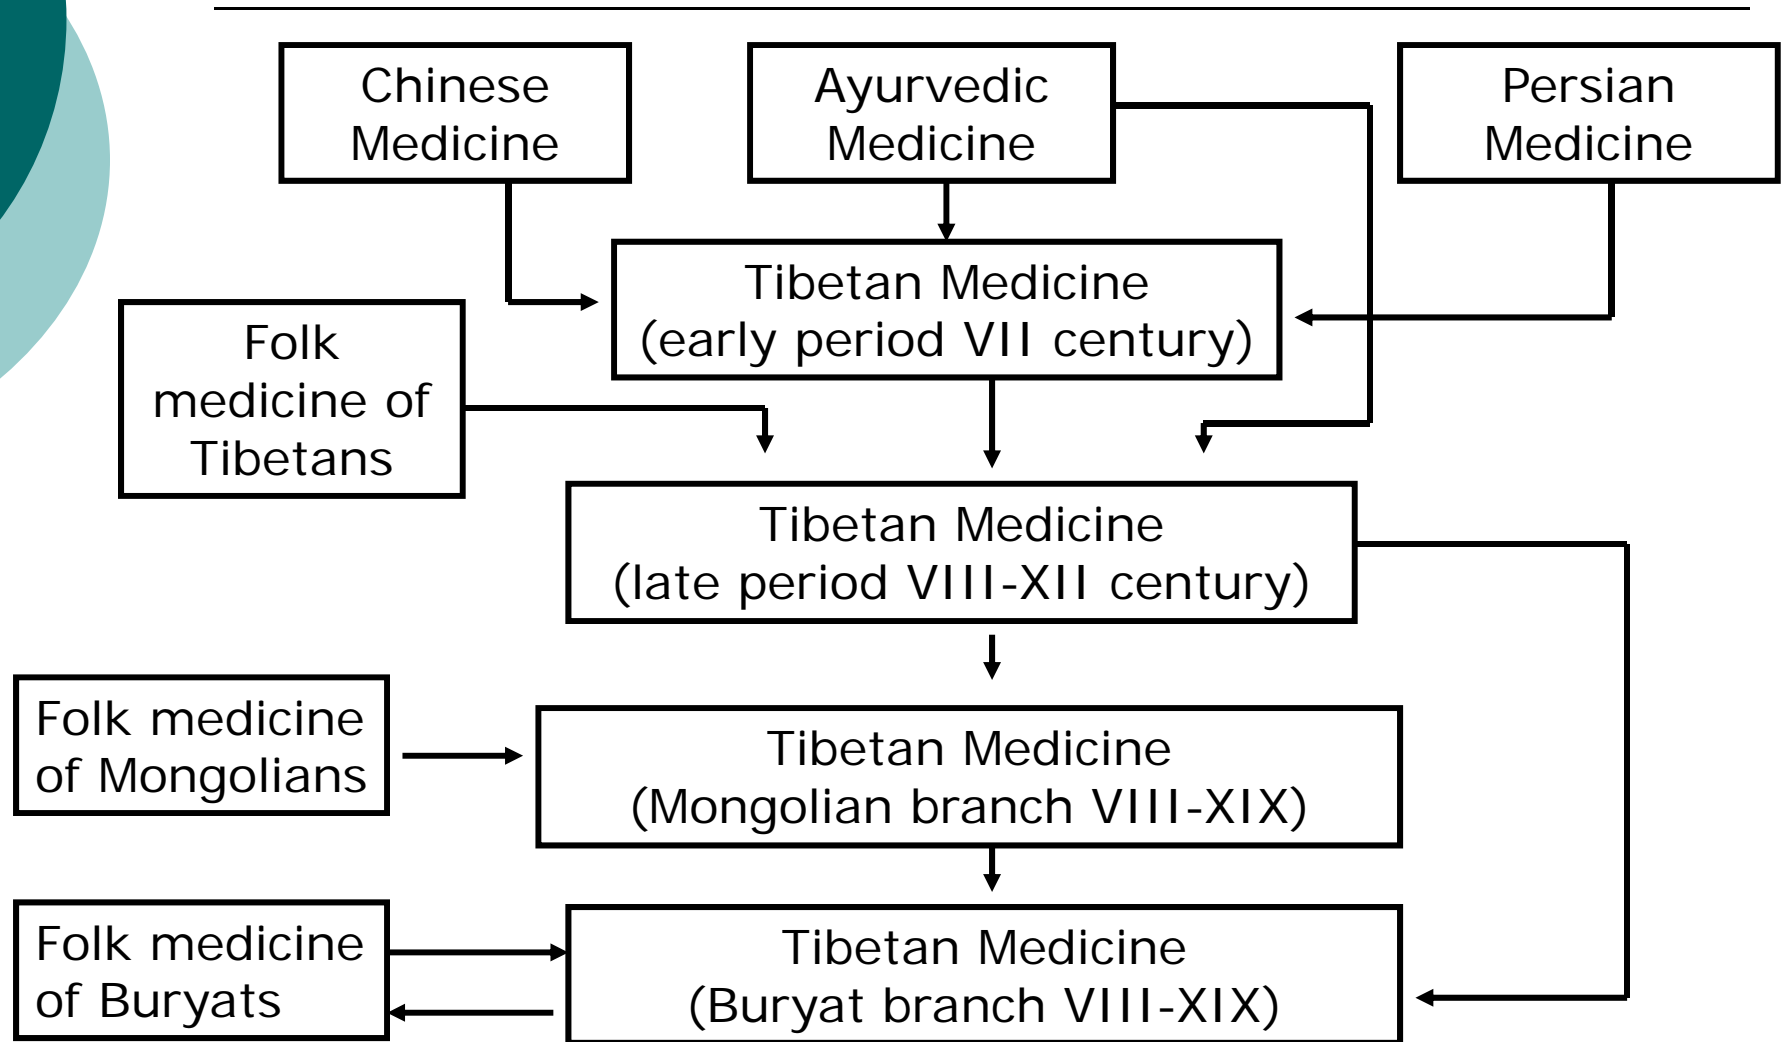 Chinese
Medicine
Ayurvedic
Medicine
Persian
Medicine
Tibetan Medicine
(early period VII century)
Folk
medicine of
Tibetans
Tibetan Medicine
(late period VIII-XII century)
Folk medicine
of Mongolians
Tibetan Medicine
(Mongolian branch VIII-XIX)
Folk medicine
of Buryats
Tibetan Medicine
(Buryat branch VIII-XIX)